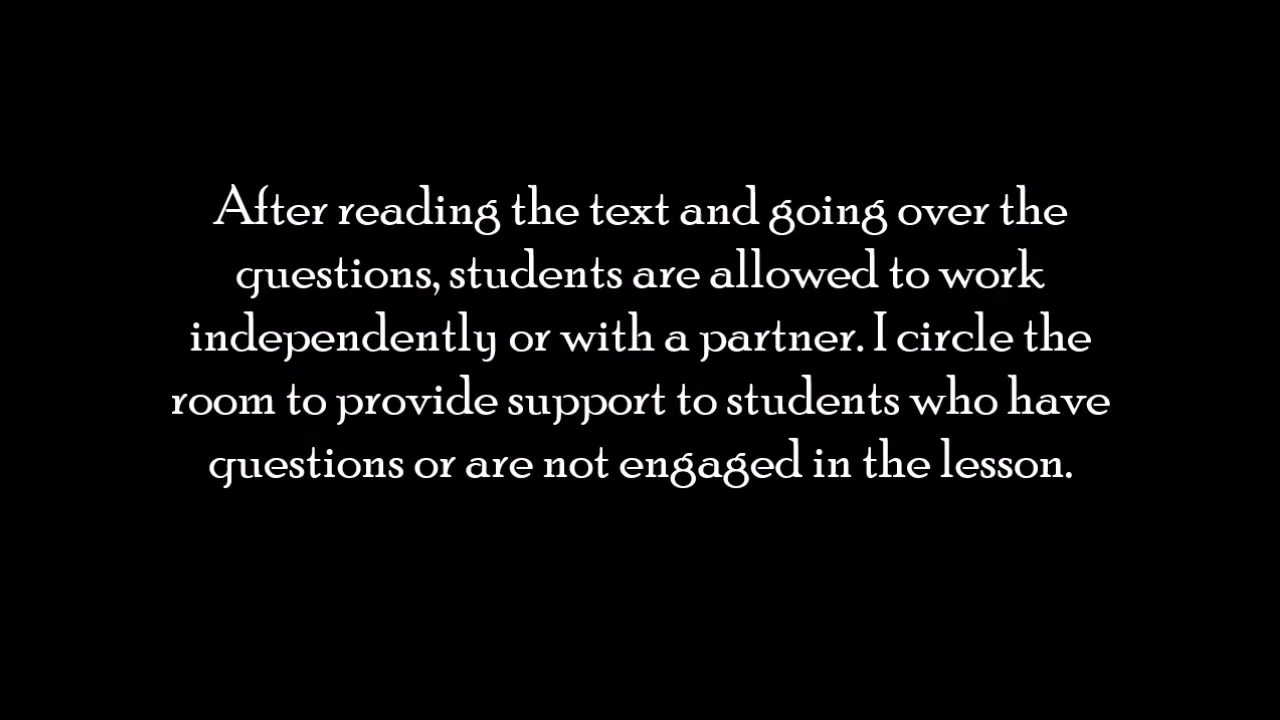 After reading the text and going over the
questions, students are allowed to work
independently or with a partner. I circle the
room to provide support to students who have
questions or are not engaged in the lesson.